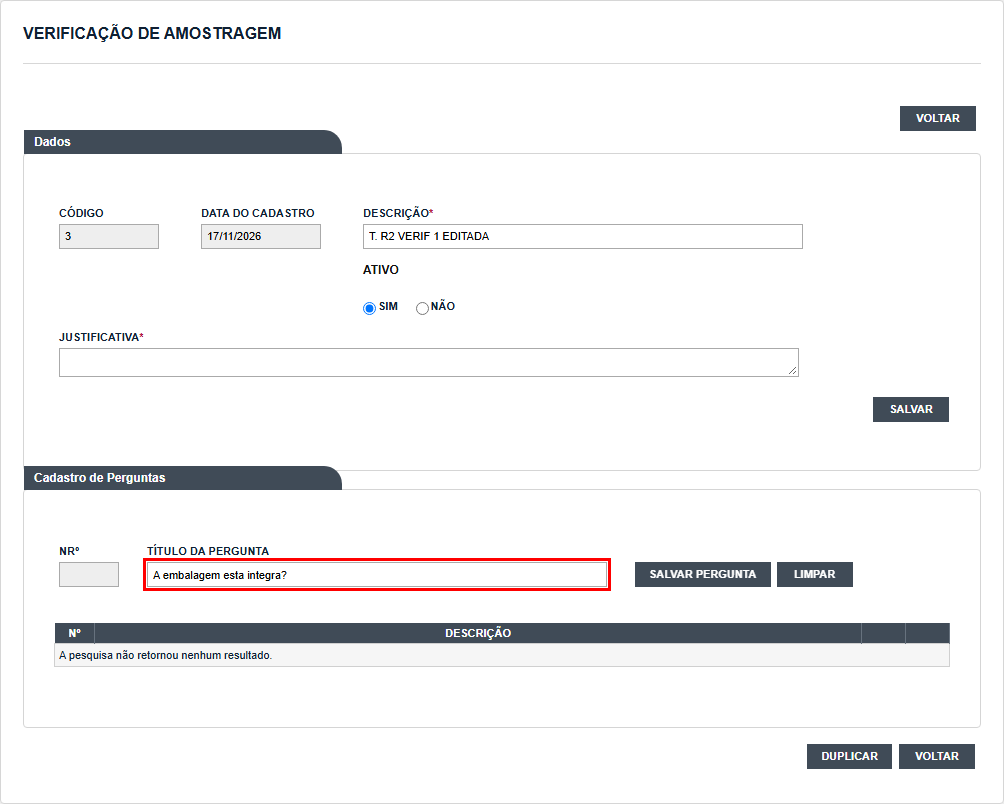 VERIFICAÇÃO DE AMOSTRAGEM
VOLTAR
Dados
CÓDIGO DATA DO CADASTRO DESCRIÇÃO*
3 17/11/2026 T. R2 VERIF 1 EDITADA
ATIVO
SIM NÃO
JUSTIFICATIVA*
SALVAR
Cadastro de Perguntas
NRº TÍTULO DA PERGUNTA
A embalagem esta integra? SALVAR PERGUNTA LIMPAR
Nº DESCRIÇÃO
A pesquisa não retornou nenhum resultado.
DUPLICAR VOLTAR